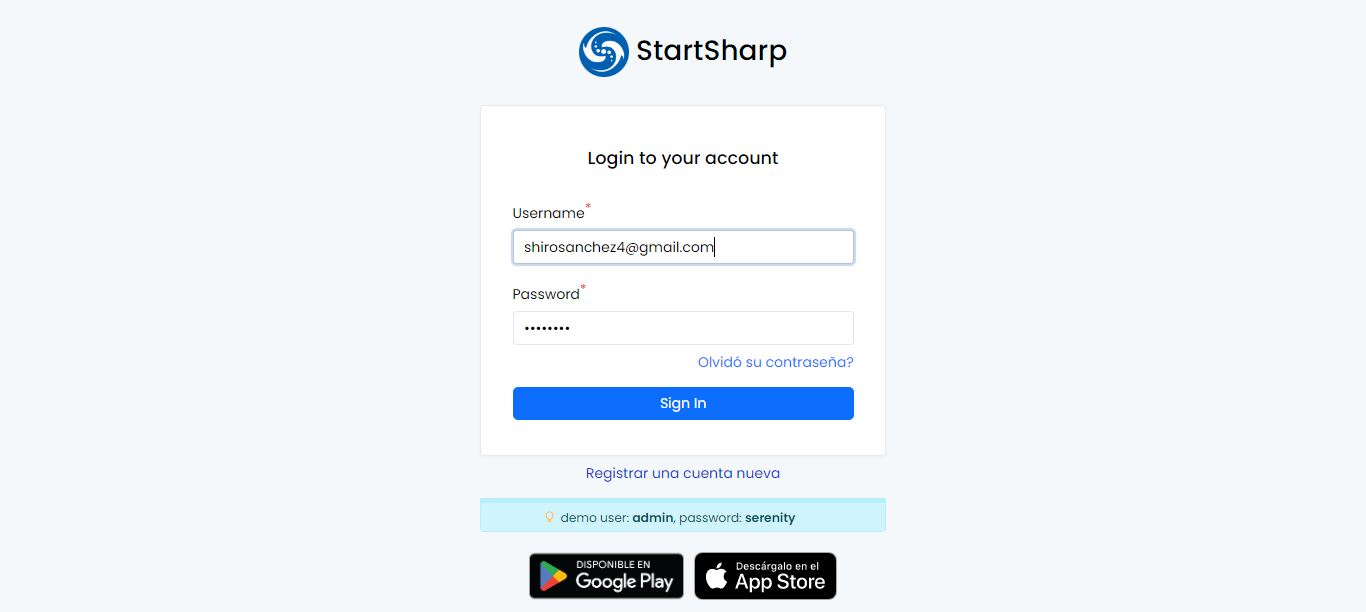 StartSharp
Login to your account
Username*
shirosanchez4@gmail.com
Password*
••••••••
Olvidó su contraseña?
Sign In
Registrar una cuenta nueva
demo user: admin, password: serenity
DISPONIBLE EN
Google Play
Descárgalo en el
App Store